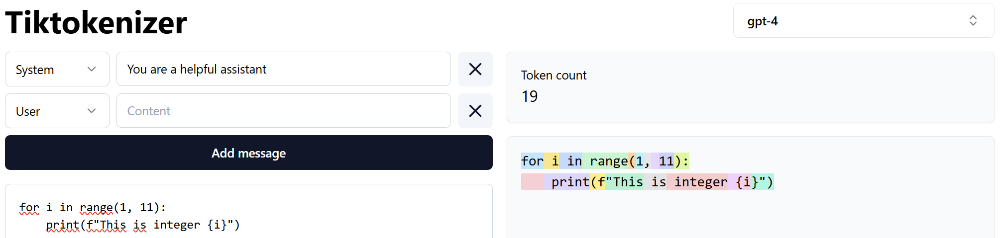 Tiktokenizer
gpt-4
System
You are a helpful assistant
User
Content
Add message
for i in range(1, 11):
    print(f"This is integer {i}")
Token count
19
for i in range(1, 11):
    print(f"This is integer {i}")